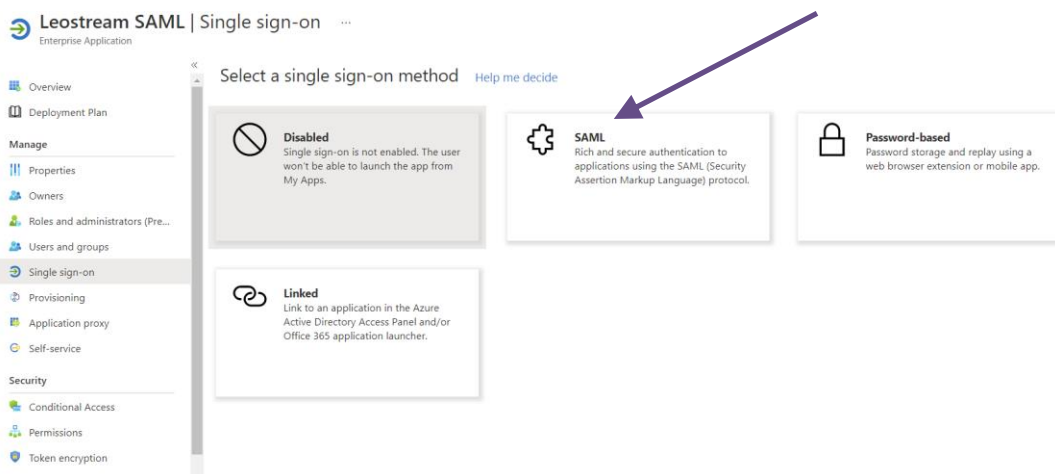 Leostream SAML | Single sign-on ...
Enterprise Application
«
Overview
Deployment Plan
Manage
Properties
Owners
Roles and administrators (Pre...
Users and groups
Single sign-on
Provisioning
Application proxy
Self-service
Security
Conditional Access
Permissions
Token encryption
Select a single sign-on method Help me decide
Disabled
Single sign-on is not enabled. The user
won't be able to launch the app from
My Apps.
SAML
Rich and secure authentication to
applications using the SAML (Security
Assertion Markup Language) protocol.
Password-based
Password storage and replay using a
web browser extension or mobile app.
Linked
Link to an application in the Azure
Active Directory Access Panel and/or
Office 365 application launcher.